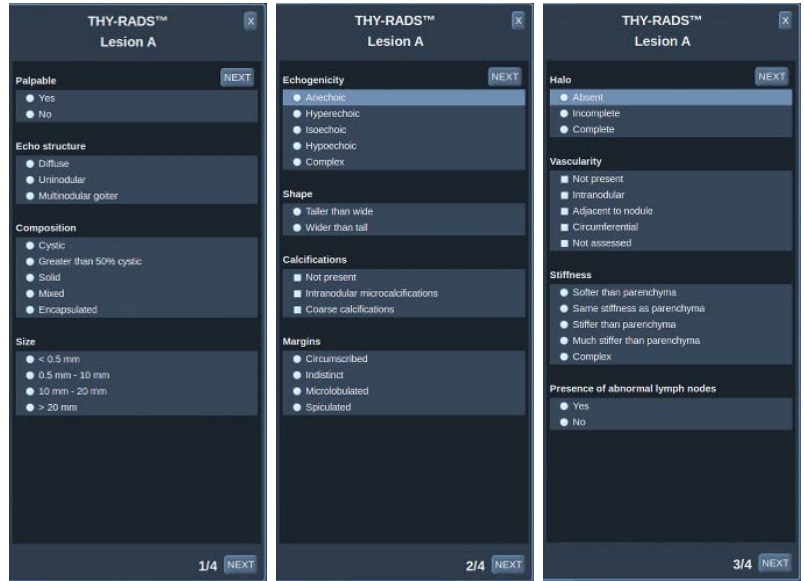 THY-RADS™
X
Lesion A
NEXT
Palpable
Yes
No
Echo structure
Diffuse
Uninodular
Multinodular goiter
Composition
Cystic
Greater than 50% cystic
Solid
Mixed
Encapsulated
Size
< 0.5 mm
0.5 mm - 10 mm
10 mm - 20 mm
> 20 mm
1/4 NEXT
THY-RADS™
X
Lesion A
NEXT
Echogenicity
Anechoic
Hyperechoic
Isoechoic
Hypoechoic
Complex
Shape
Taller than wide
Wider than tall
Calcifications
Not present
Intranodular microcalcifications
Coarse calcifications
Margins
Circumscribed
Indistinct
Microlobulated
Spiculated
2/4 NEXT
THY-RADS™
X
Lesion A
NEXT
Halo
Absent
Incomplete
Complete
Vascularity
Not present
Intranodular
Adjacent to nodule
Circumferential
Not assessed
Stiffness
Softer than parenchyma
Same stiffness as parenchyma
Stiffer than parenchyma
Much stiffer than parenchyma
Complex
Presence of abnormal lymph nodes
Yes
No
3/4 NEXT